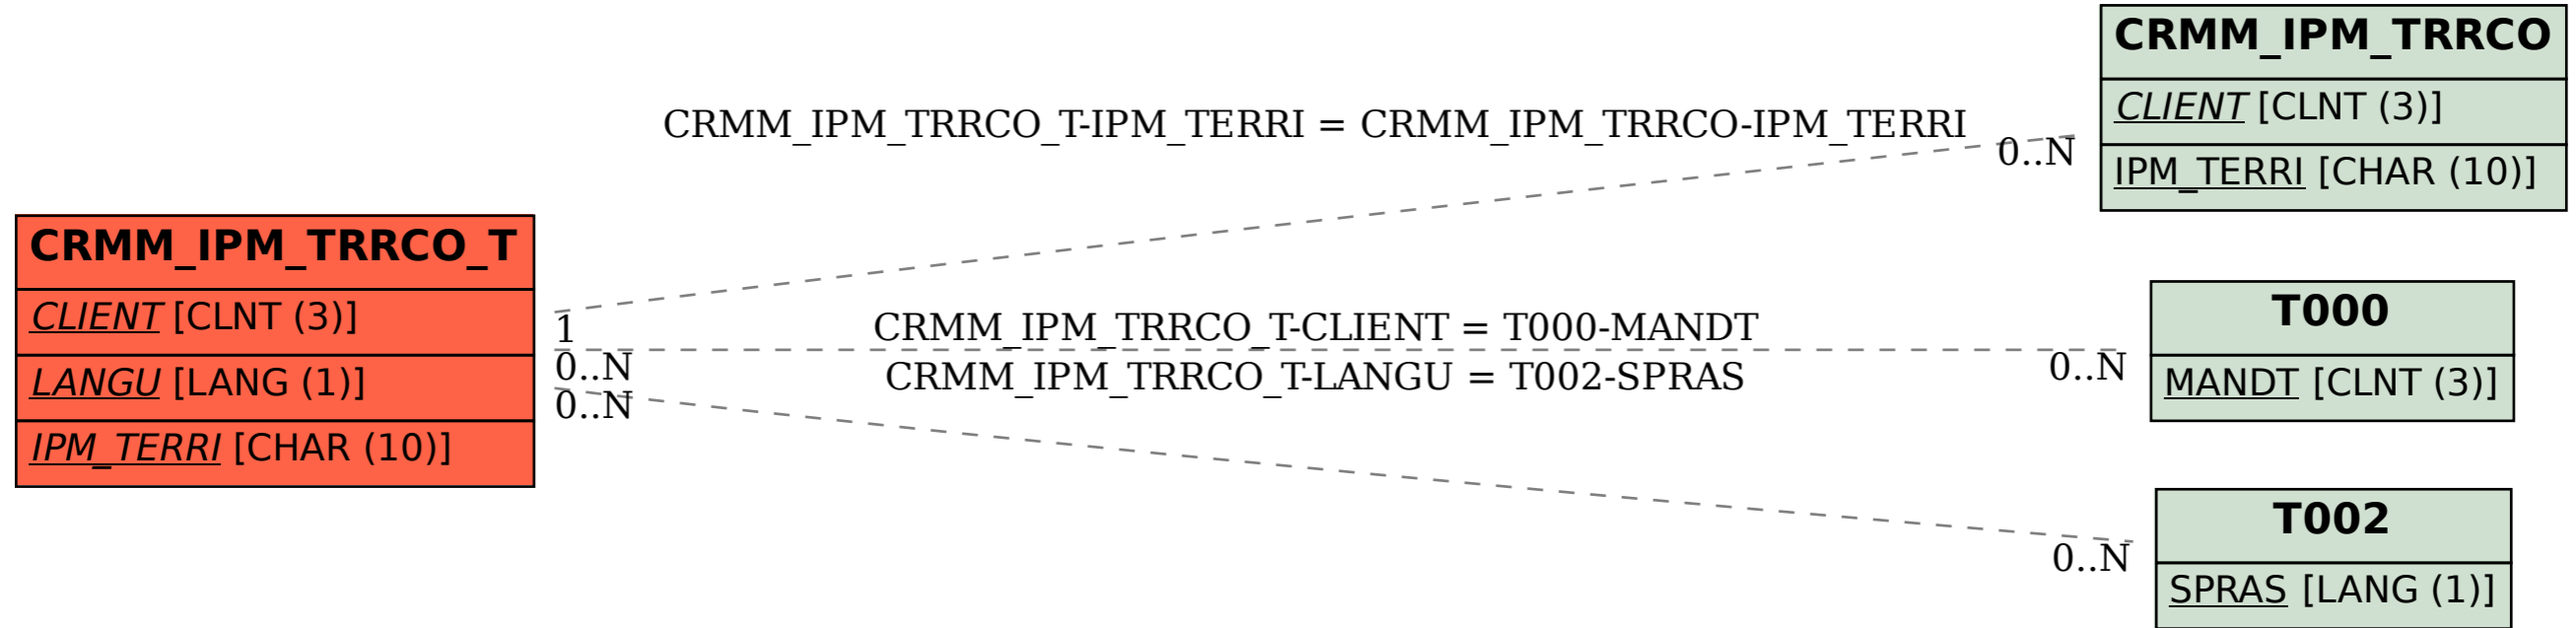 CRMM_IPM_TRRCO_T
CLIENT [CLNT (3)]
LANGU [LANG (1)]
IPM_TERRI [CHAR (10)]
CRMM_IPM_TRRCO_T-IPM_TERRI = CRMM_IPM_TRRCO-IPM_TERRI
1
0..N
CRMM_IPM_TRRCO_T-CLIENT = T000-MANDT
0..N
0..N
CRMM_IPM_TRRCO_T-LANGU = T002-SPRAS
0..N
0..N
CRMM_IPM_TRRCO
CLIENT [CLNT (3)]
IPM_TERRI [CHAR (10)]
T000
MANDT [CLNT (3)]
T002
SPRAS [LANG (1)]